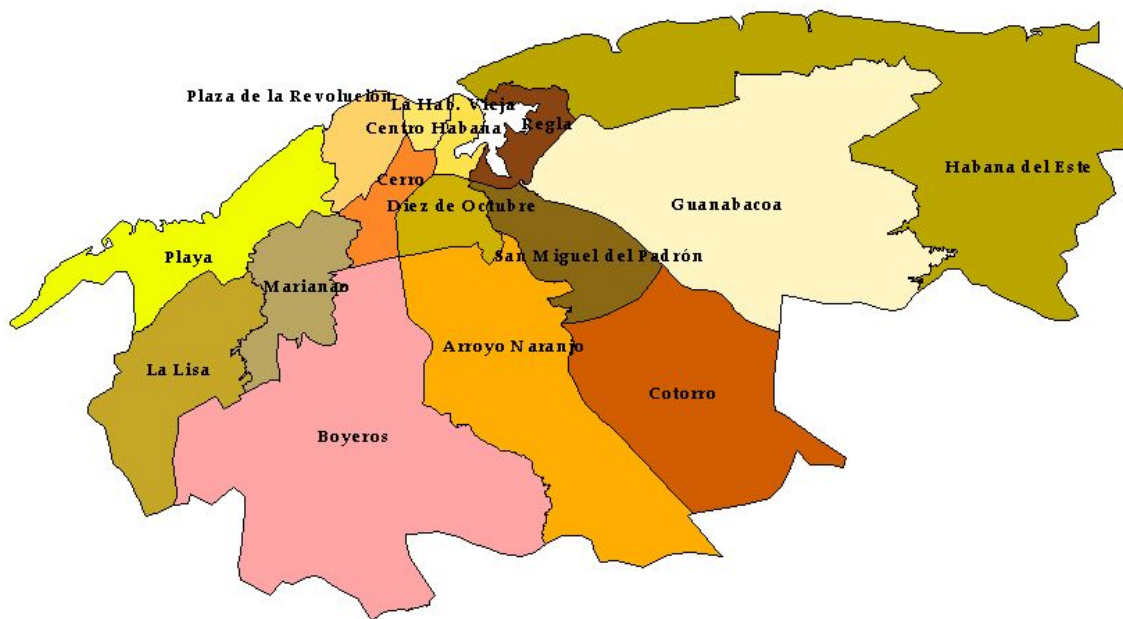 Plaza de la Revolución
La Hab. Vieja
Centro Habana
Regla
Habana del Este
Cerro
Diez de Octubre
Guanabacoa
Playa
San Miguel del Padrón
Marianao
Arroyo Naranjo
La Lisa
Cotorro
Boyeros